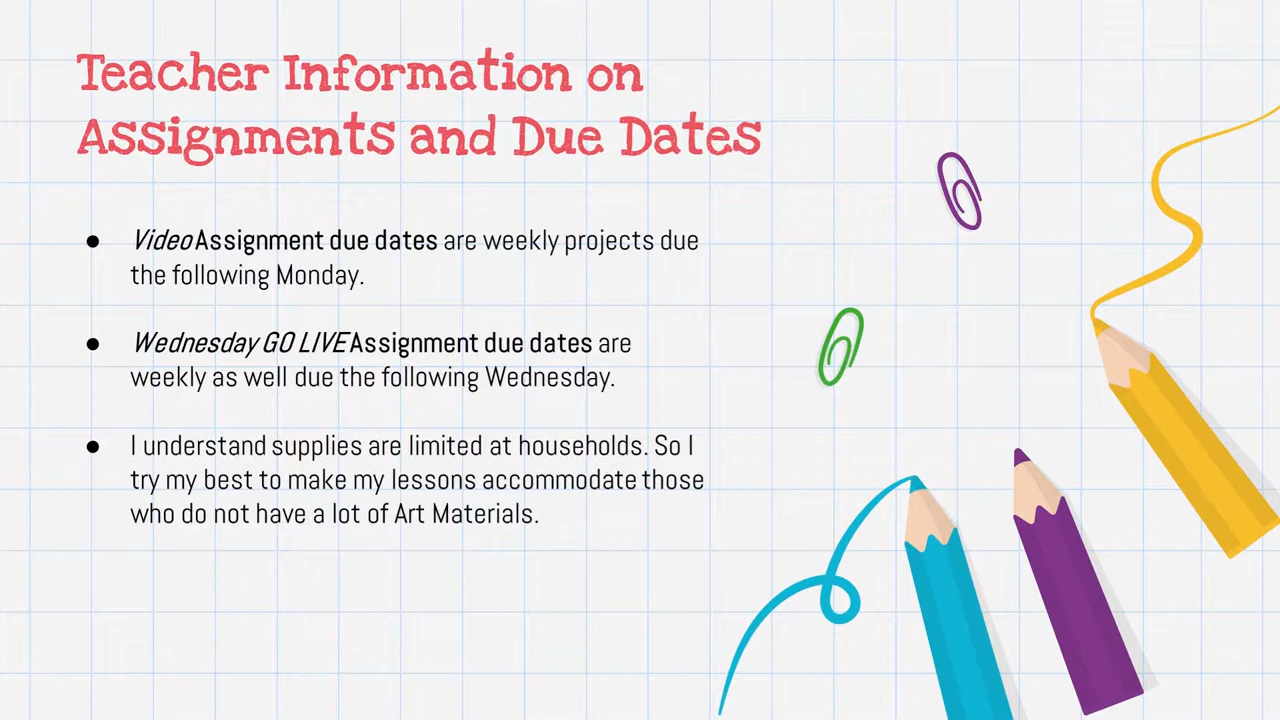 Teacher Information on
Assignments and Due Dates
● Video Assignment due dates are weekly projects due
the following Monday.
● Wednesday GO LIVE Assignment due dates are
weekly as well due the following Wednesday.
● I understand supplies are limited at households. So I
try my best to make my lessons accommodate those
who do not have a lot of Art Materials.